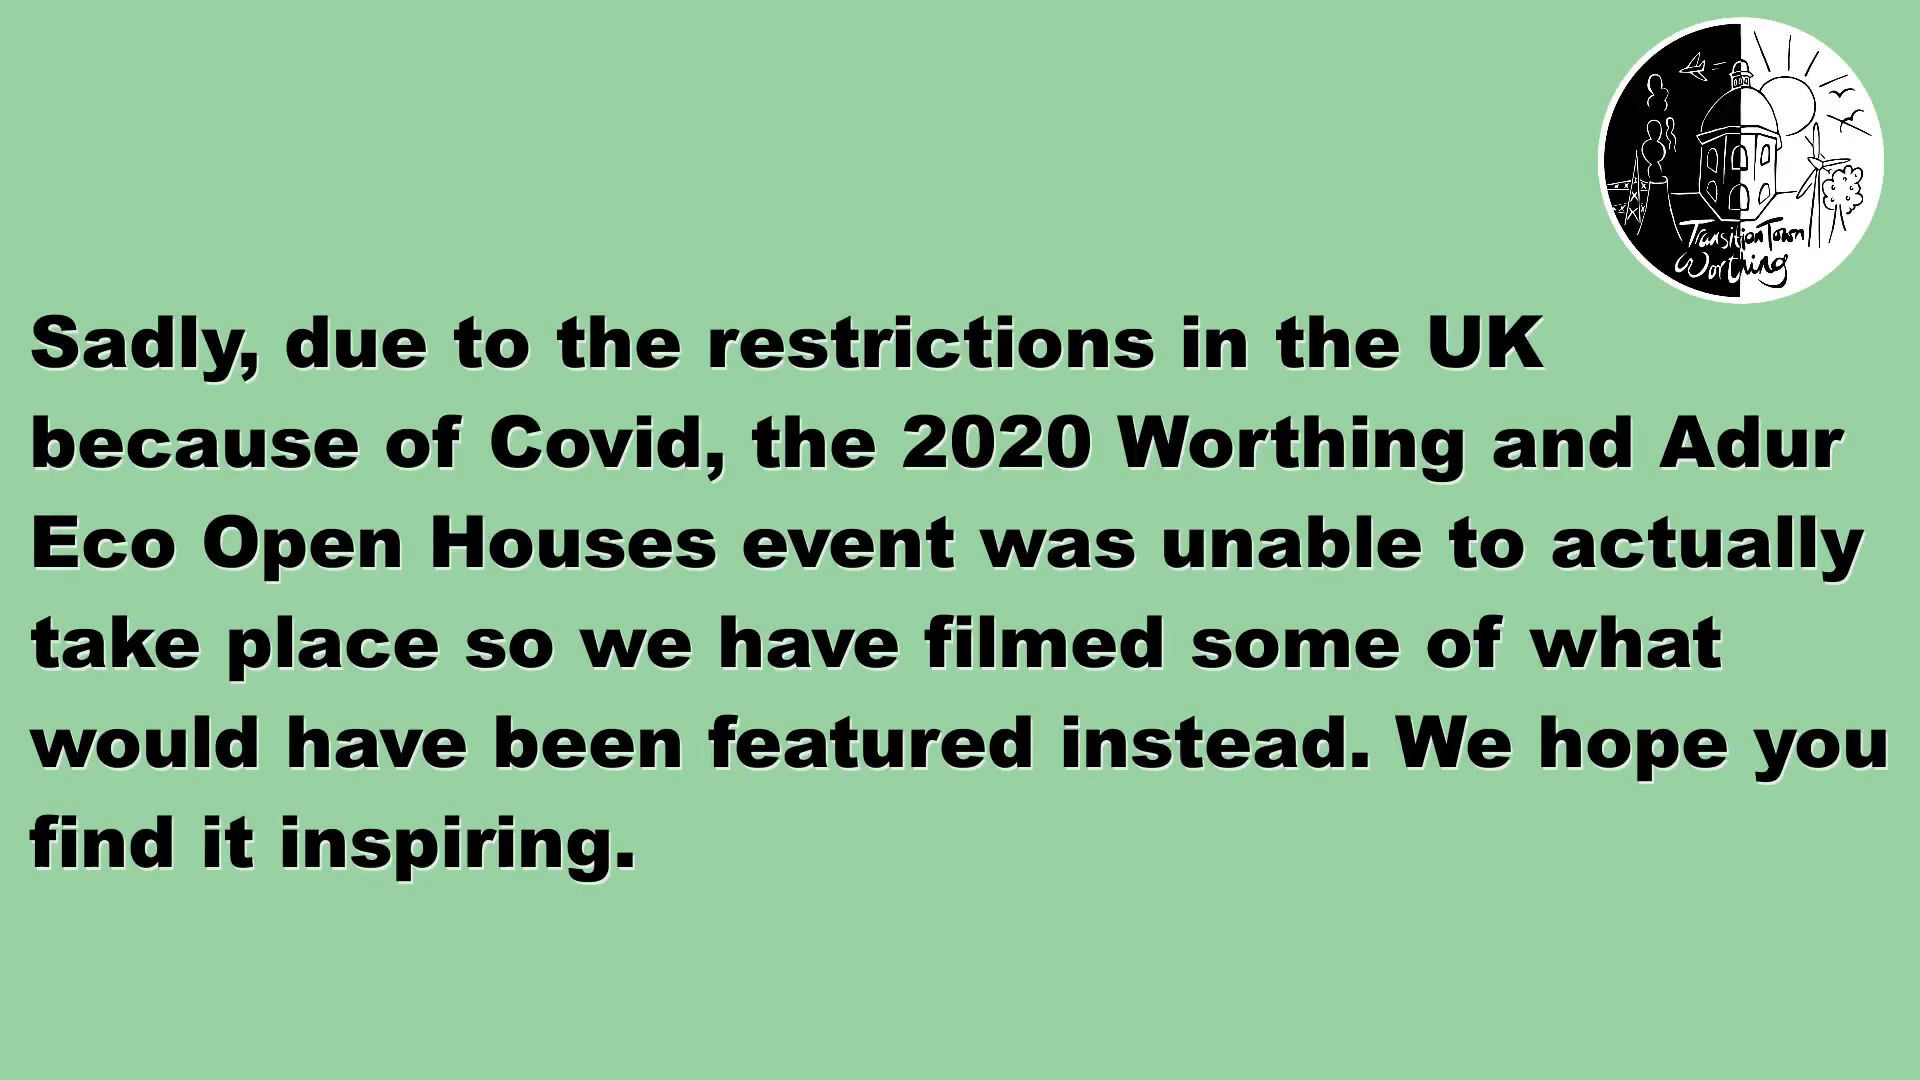 Transition Town
Worthing
Sadly, due to the restrictions in the UK
because of Covid, the 2020 Worthing and Adur
Eco Open Houses event was unable to actually
take place so we have filmed some of what
would have been featured instead. We hope you
find it inspiring.